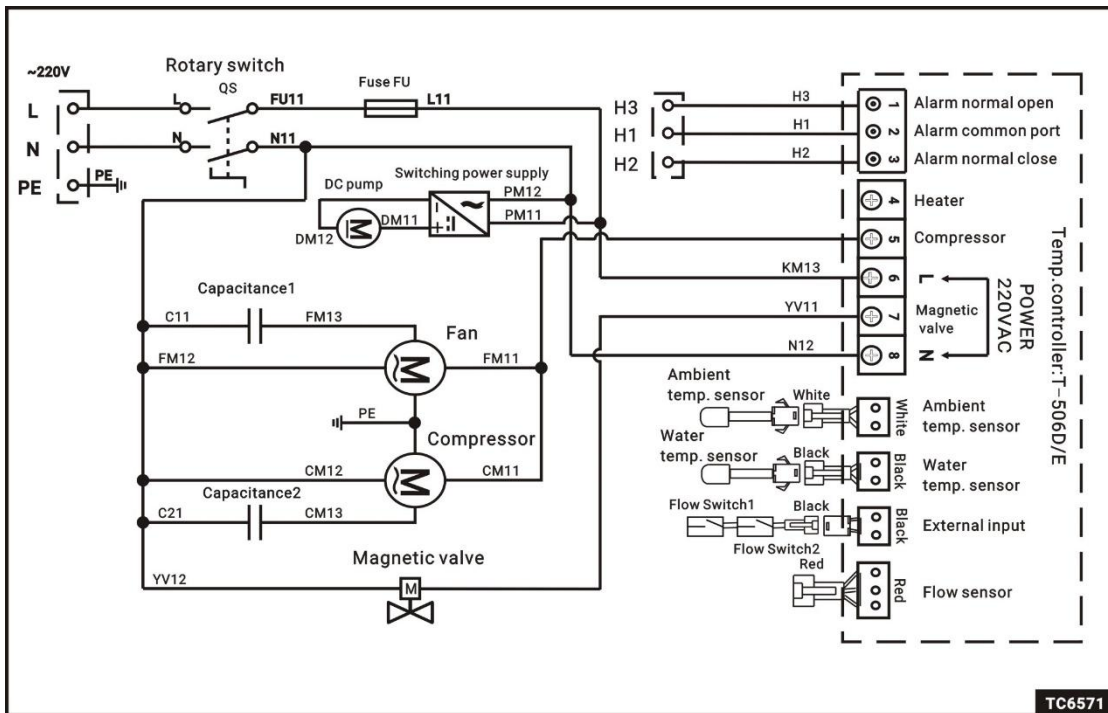 ~220V
Rotary switch
QS
Fuse FU
L
L
FU11
L11
N
N
N11
PE
PE
H3
H1
H2
H3
H1
H2
1
2
3
Alarm normal open
Alarm common port
Alarm normal close
DC pump
Switching power supply
DM12
M
DM11
-
+
~
=
PM12
PM11
4
Heater
5
Compressor
KM13
6
L
YV11
7
Magnetic
valve
N12
8
N
POWER
220VAC
Temp.controller:T-506D/E
Capacitance1
C11
FM13
Fan
FM12
M
FM11
PE
Compressor
CM12
M
CM11
Capacitance2
C21
CM13
Magnetic valve
YV12
M
Ambient
temp. sensor
White
White
Ambient
temp. sensor
Water
temp. sensor
Black
Black
Water
temp. sensor
Flow Switch1
Black
Flow Switch2
Black
External input
Red
Red
Flow sensor
TC6571